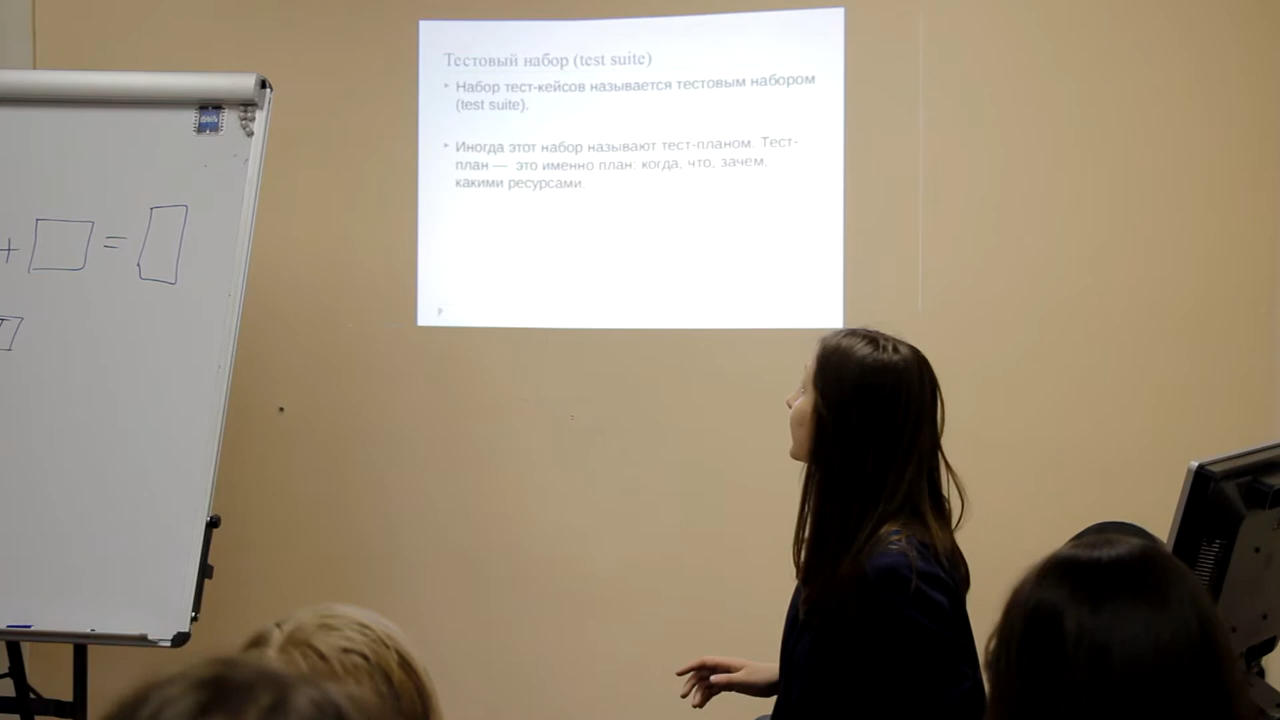 Тестовый набор (test suite)
Набор тест-кейсов называется тестовым набором
(test suite).
Иногда этот набор называют тест-планом. Тест-
план — это именно план: когда, что, зачем,
какими ресурсами.
+ =